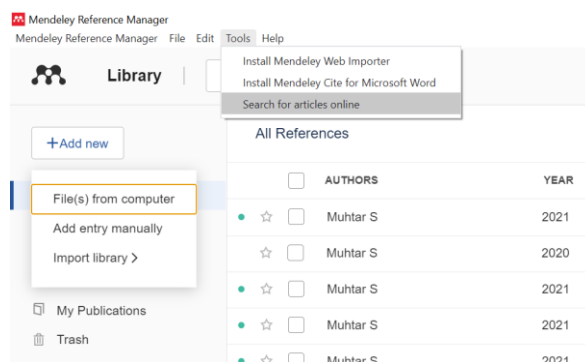 Mendeley Reference Manager
Mendeley Reference Manager File Edit Tools Help
Install Mendeley Web Importer
Install Mendeley Cite for Microsoft Word
Search for articles online
Library
+Add new
File(s) from computer
Add entry manually
Import library >
My Publications
Trash
All References
AUTHORS YEAR
Muhtar S 2021
Muhtar S 2020
Muhtar S 2021
Muhtar S 2021
Muhtar S 2021